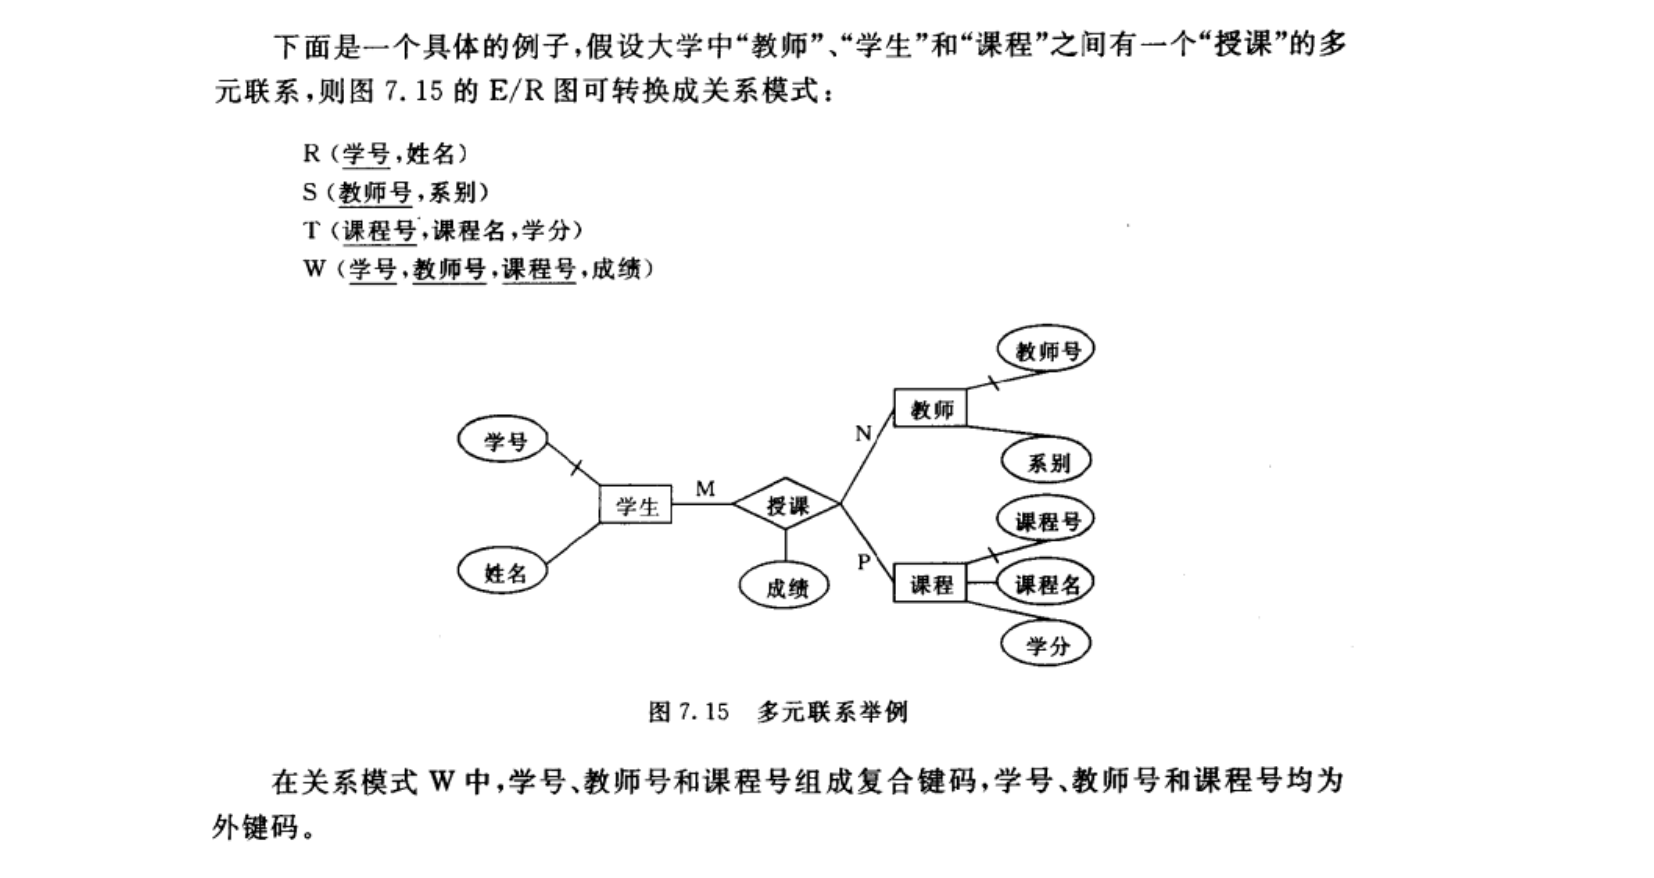 下面是一个具体的例子,假设大学中“教师”、“学生”和“课程”之间有一个“授课”的多
元联系,则图 7.15 的 E/R 图可转换成关系模式:
R(学号,姓名)
S(教师号,系别)
T(课程号,课程名,学分)
W(学号,教师号,课程号,成绩)
教师号
教师
N
学号
系别
M
学生
授课
课程号
P
姓名
成绩
课程
课程名
学分
图 7.15 多元联系举例
在关系模式 W 中,学号、教师号和课程号组成复合键码,学号、教师号和课程号均为
外键码。